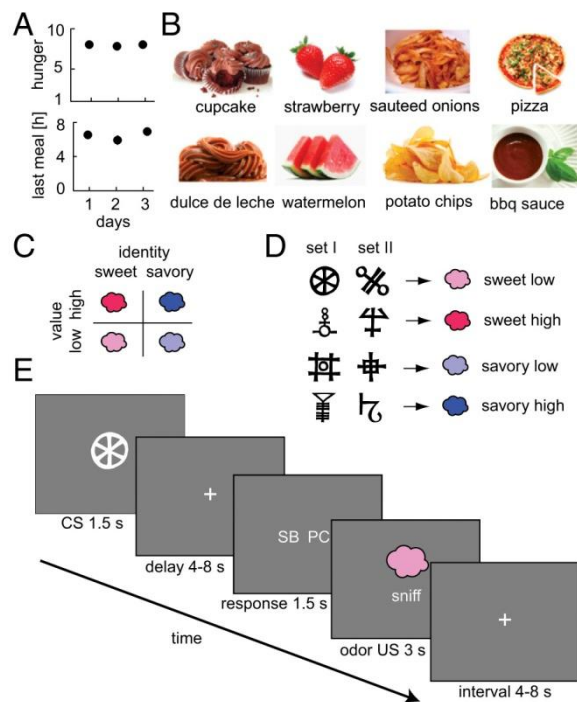 A
10
5
1
hunger
8
4
0
last meal [h]
1 2 3
days
B
cupcake strawberry sauteed onions pizza
dulce de leche watermelon potato chips bbq sauce
C
identity
sweet savory
value
low high
D
set I set II
sweet low
sweet high
savory low
savory high
E
CS 1.5 s
delay 4-8 s
SB PC
response 1.5 s
sniff
odor US 3 s
interval 4-8 s
time